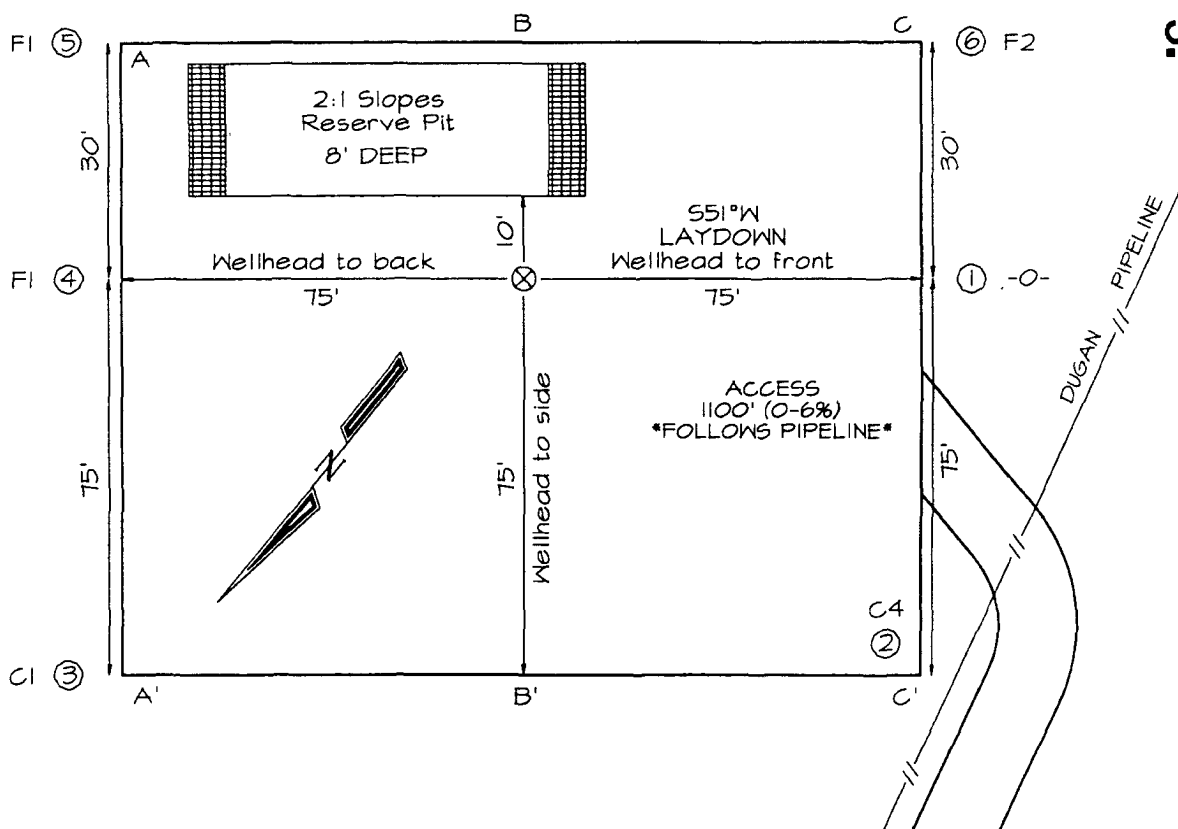 B
C
F1 ⑤
⑥ F2
A
2:1 Slopes
Reserve Pit
8' DEEP
30'
30'
PIPELINE
10'
S51°W
LAYDOWN
Wellhead to back
Wellhead to front
F1 ④
① -0-
75'
75'
DUGAN
ACCESS
1100' (0-6%)
*FOLLOWS PIPELINE*
N
75'
75'
Wellhead to side
75'
C4
②
C1 ③
A'
B'
C'